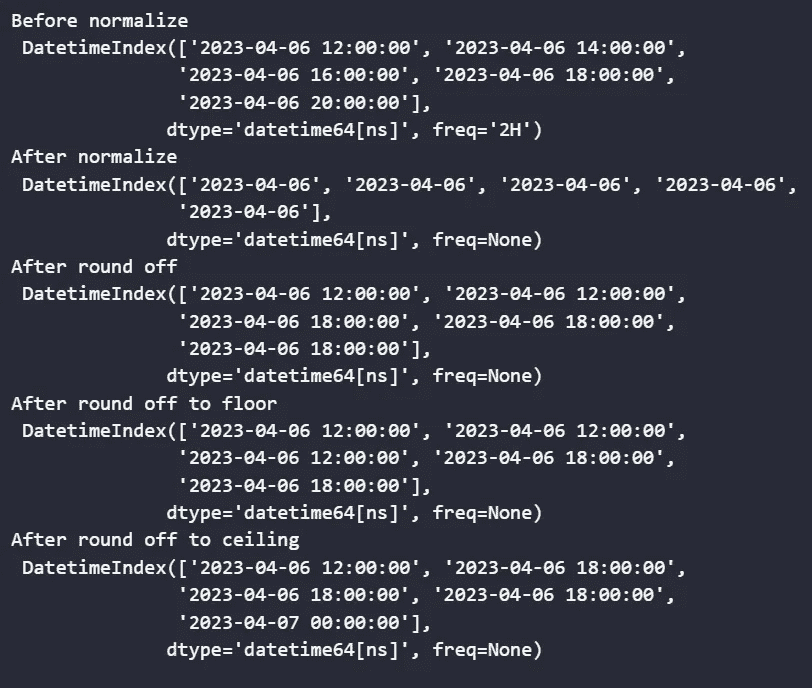 Before normalize
DatetimeIndex(['2023-04-06 12:00:00', '2023-04-06 14:00:00',
'2023-04-06 16:00:00', '2023-04-06 18:00:00',
'2023-04-06 20:00:00'],
dtype='datetime64[ns]', freq='2H')
After normalize
DatetimeIndex(['2023-04-06', '2023-04-06', '2023-04-06', '2023-04-06',
'2023-04-06'],
dtype='datetime64[ns]', freq=None)
After round off
DatetimeIndex(['2023-04-06 12:00:00', '2023-04-06 12:00:00',
'2023-04-06 18:00:00', '2023-04-06 18:00:00',
'2023-04-06 18:00:00'],
dtype='datetime64[ns]', freq=None)
After round off to floor
DatetimeIndex(['2023-04-06 12:00:00', '2023-04-06 12:00:00',
'2023-04-06 12:00:00', '2023-04-06 18:00:00',
'2023-04-06 18:00:00'],
dtype='datetime64[ns]', freq=None)
After round off to ceiling
DatetimeIndex(['2023-04-06 12:00:00', '2023-04-06 18:00:00',
'2023-04-06 18:00:00', '2023-04-06 18:00:00',
'2023-04-07 00:00:00'],
dtype='datetime64[ns]', freq=None)